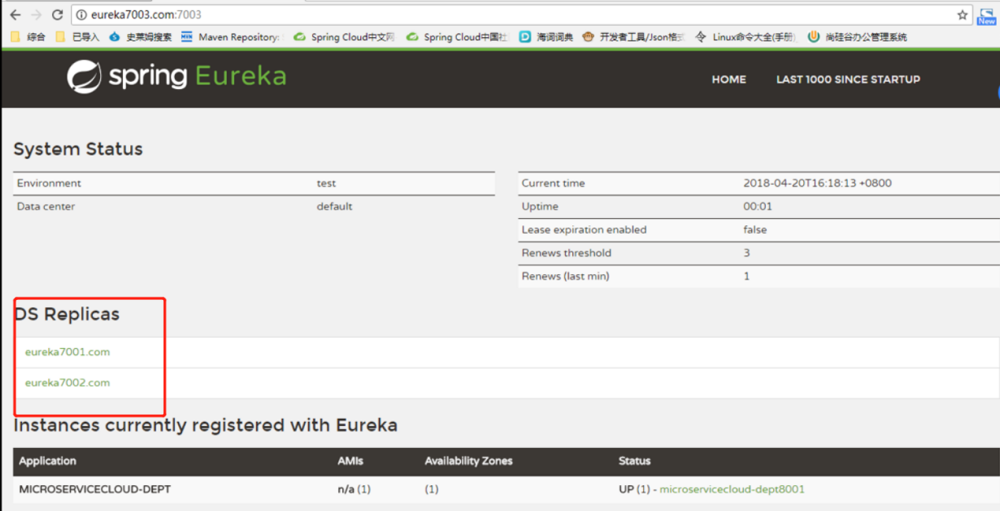 eureka7003.com:7003
综合 已导入 史莱姆搜索 Maven Repository: Spring Cloud中文网 Spring Cloud中国社 海词词典 开发者工具/Json格式 Linux命令大全(手册) 尚硅谷办公管理系统
New
spring Eureka
HOME LAST 1000 SINCE STARTUP
System Status
Environment test
Data center default
Current time 2018-04-20T16:18:13 +0800
Uptime 00:01
Lease expiration enabled false
Renews threshold 3
Renews (last min) 1
DS Replicas
eureka7001.com
eureka7002.com
Instances currently registered with Eureka
Application AMIs Availability Zones Status
MICROSERVICECLOUD-DEPT n/a (1) (1) UP (1) - microservicecloud-dept8001